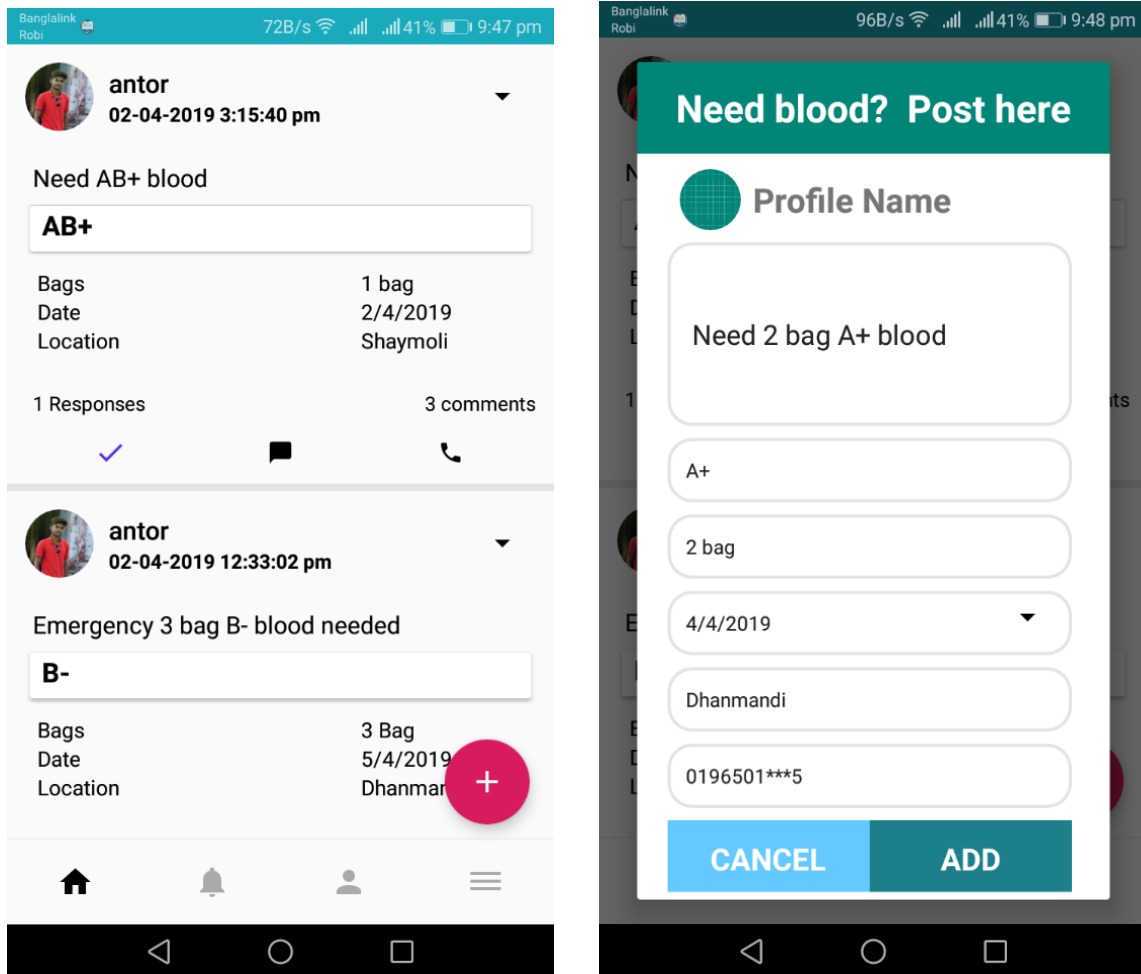 Banglalink
Robi
72B/s 41% 9:47 pm
antor
02-04-2019 3:15:40 pm
Need AB+ blood
AB+
Bags 1 bag
Date 2/4/2019
Location Shaymoli
1 Responses 3 comments
antor
02-04-2019 12:33:02 pm
Emergency 3 bag B- blood needed
B-
Bags 3 Bag
Date 5/4/2019
Location Dhanmar
+
Banglalink
Robi
96B/s 41% 9:48 pm
Need blood? Post here
Profile Name
Need 2 bag A+ blood
A+
2 bag
4/4/2019
Dhanmandi
0196501***5
CANCEL ADD